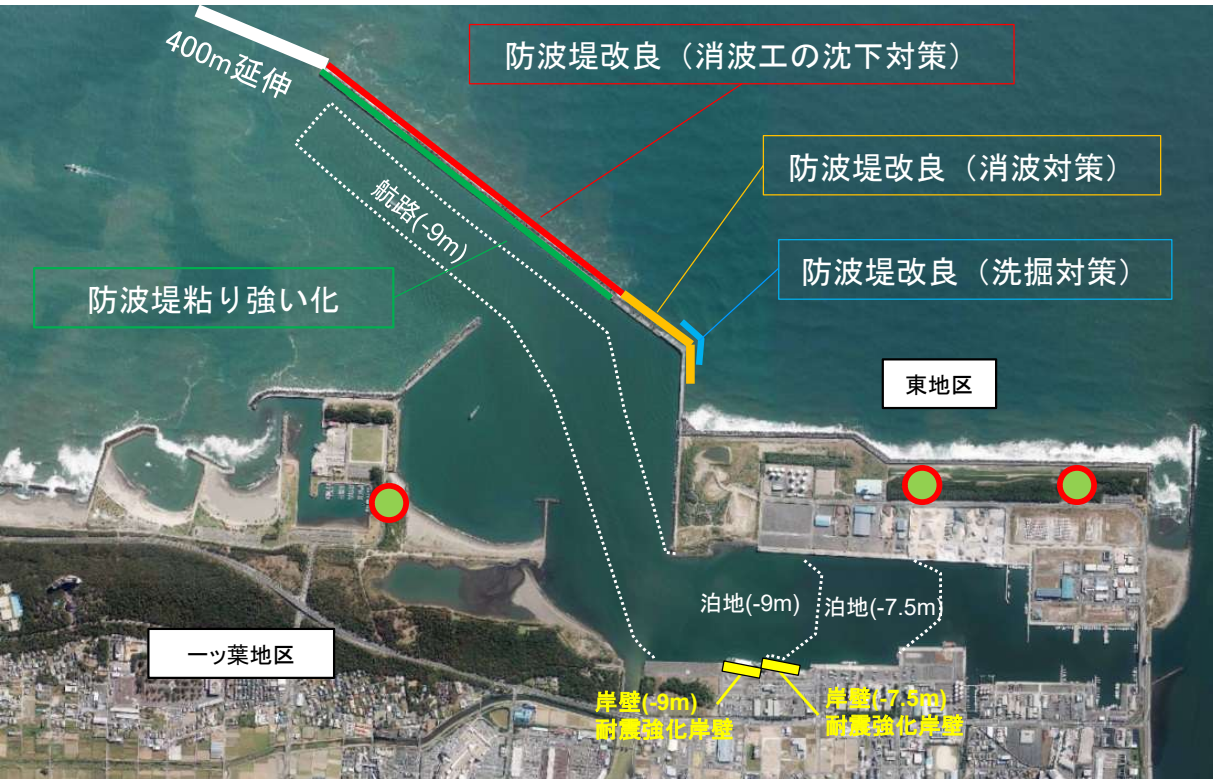 400m延伸
防波堤改良（消波工の沈下対策）
防波堤改良（消波対策）
航路(-9m)
防波堤改良（洗掘対策）
防波堤粘り強い化
東地区
泊地(-9m)
泊地(-7.5m)
一ッ葉地区
岸壁(-9m)
耐震強化岸壁
岸壁(-7.5m)
耐震強化岸壁